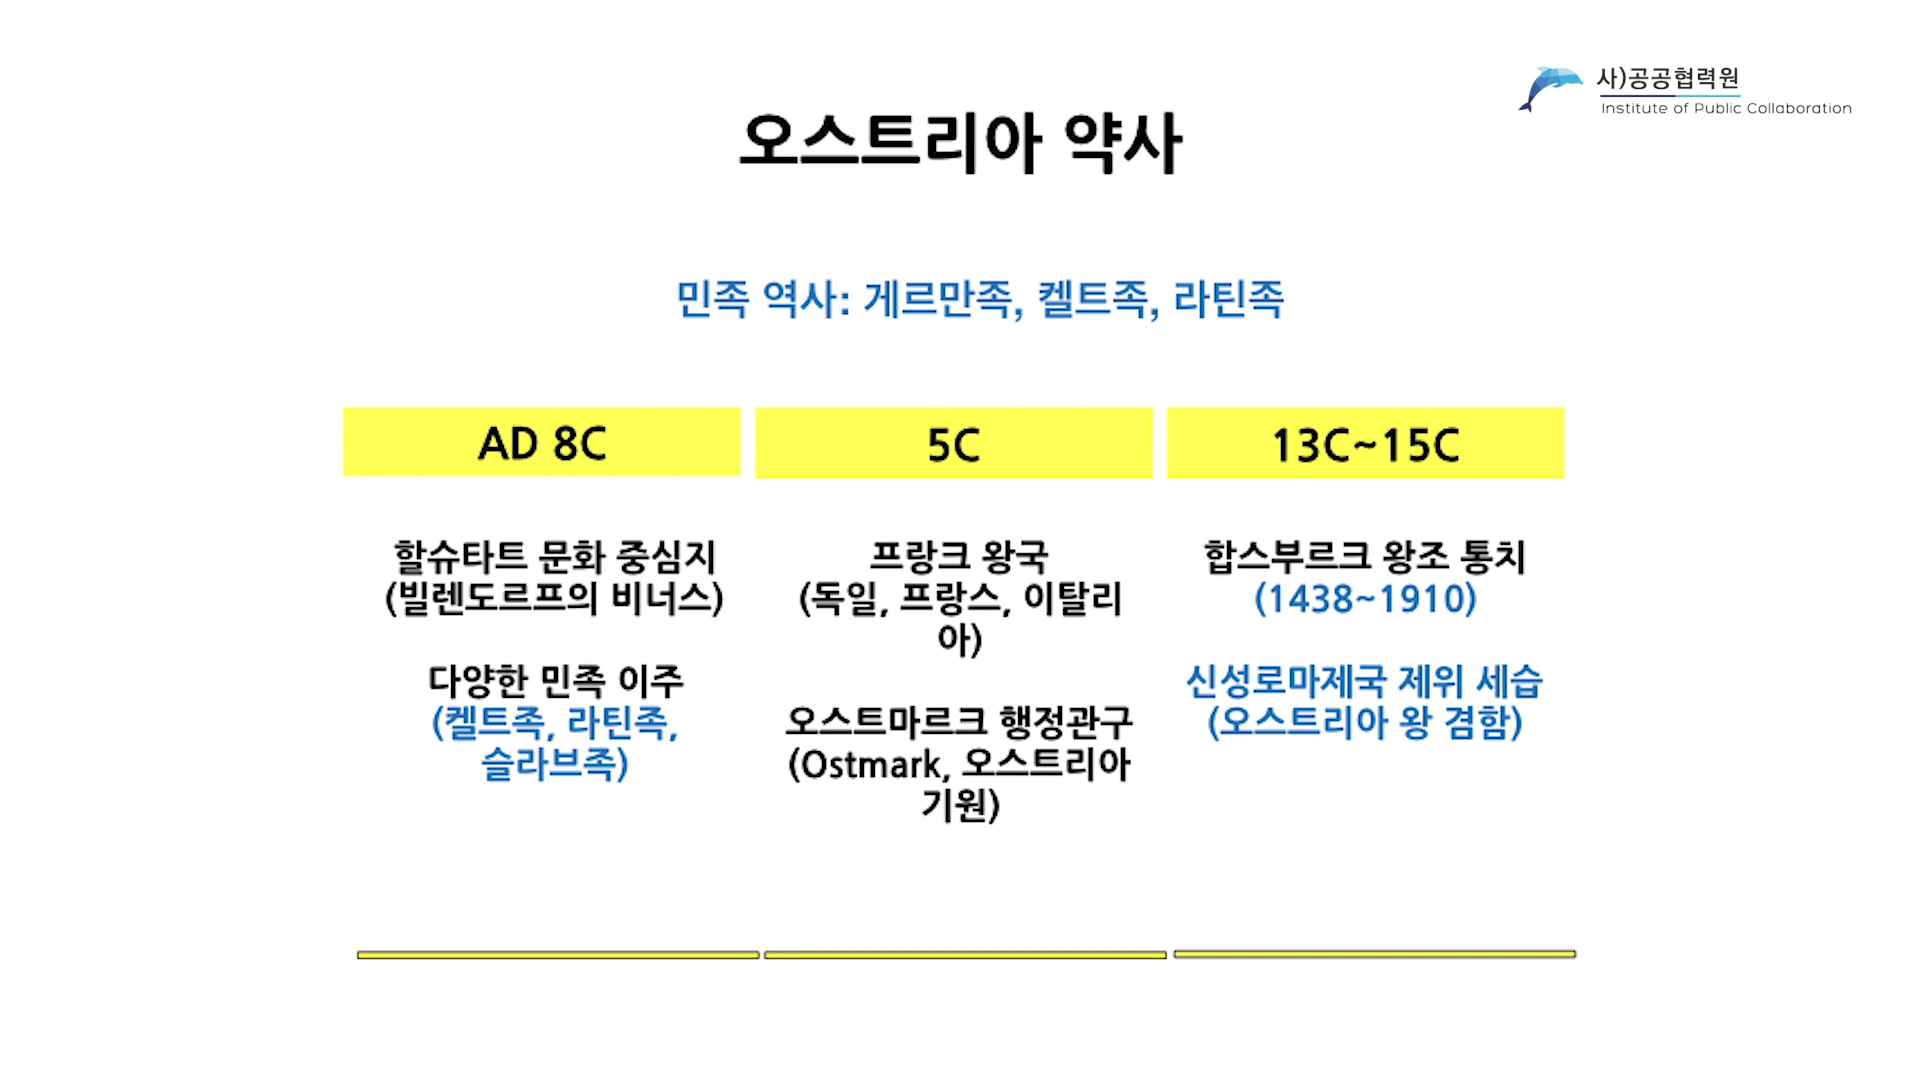 사)공공협력원
Institute of Public Collaboration
오스트리아 약사
민족 역사: 게르만족, 켈트족, 라틴족
AD 8C
할슈타트 문화 중심지
(빌렌도르프의 비너스)
다양한 민족 이주
(켈트족, 라틴족,
슬라브족)
5C
프랑크 왕국
(독일, 프랑스, 이탈리
아)
오스트마르크 행정관구
(Ostmark, 오스트리아
기원)
13C~15C
합스부르크 왕조 통치
(1438~1910)
신성로마제국 제위 세습
(오스트리아 왕 겸함)